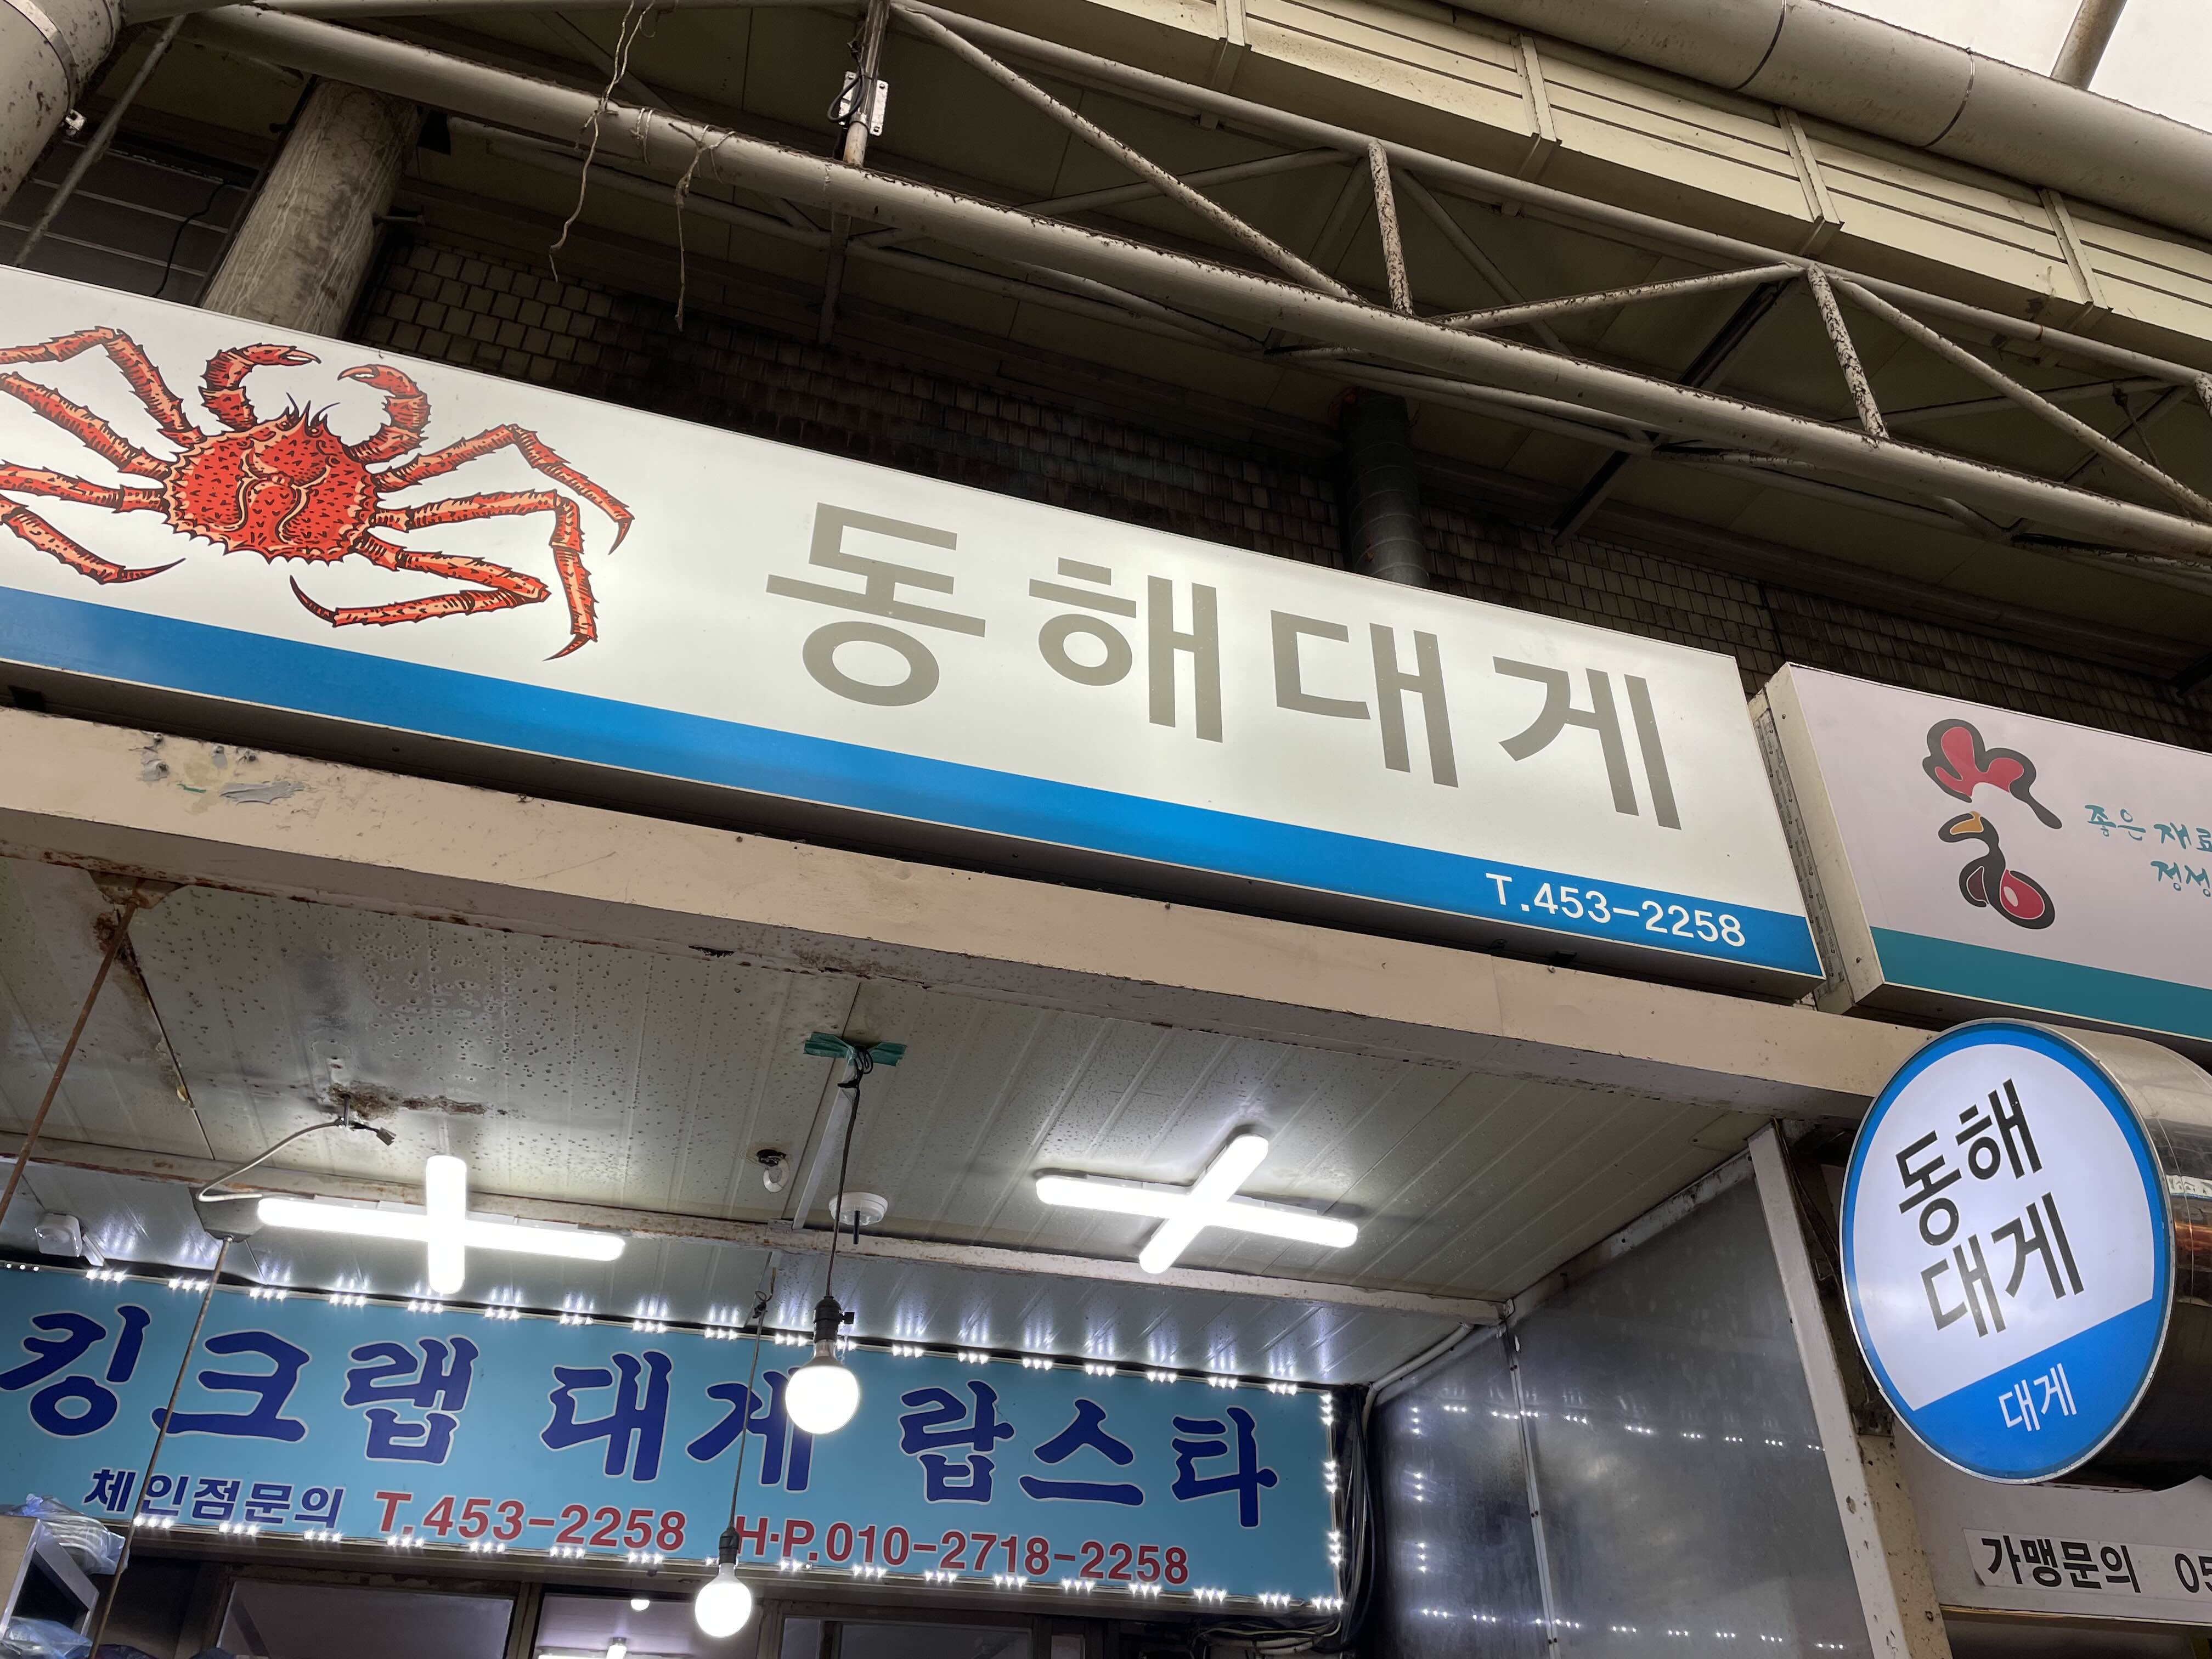 동해대게
T.453-2258
좋은 재료
동해
대게
대게
킹크랩 대게 랍스타
체인점문의 T.453-2258 H·P.010-2718-2258
가맹문의